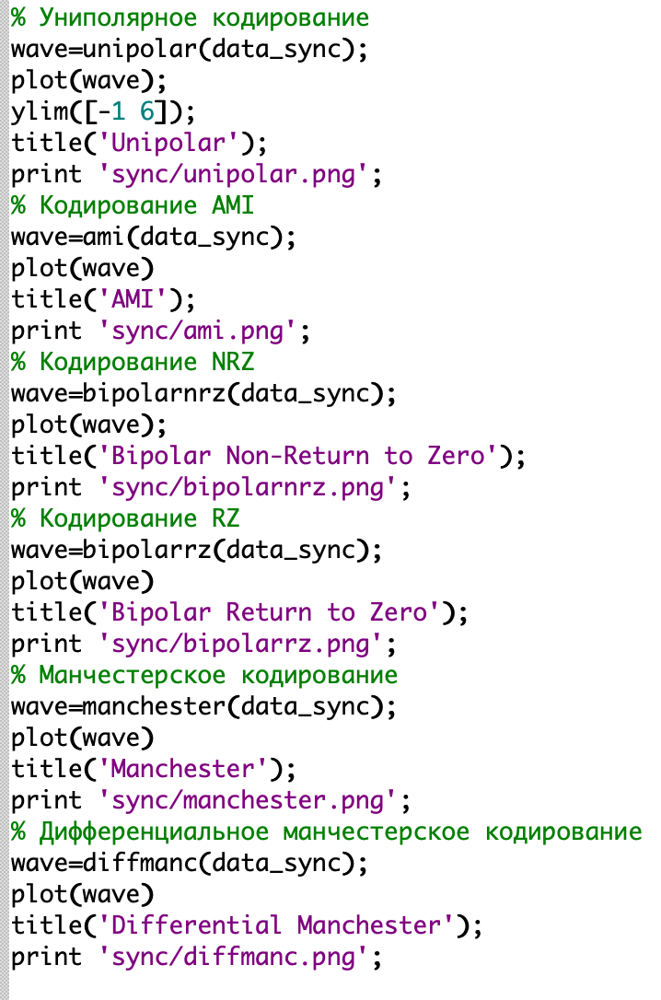 % Униполярное кодирование
wave=unipolar(data_sync);
plot(wave);
ylim([-1 6]);
title('Unipolar');
print 'sync/unipolar.png';
% Кодирование AMI
wave=ami(data_sync);
plot(wave)
title('AMI');
print 'sync/ami.png';
% Кодирование NRZ
wave=bipolarnrz(data_sync);
plot(wave);
title('Bipolar Non-Return to Zero');
print 'sync/bipolarnrz.png';
% Кодирование RZ
wave=bipolarrz(data_sync);
plot(wave)
title('Bipolar Return to Zero');
print 'sync/bipolarrz.png';
% Манчестерское кодирование
wave=manchester(data_sync);
plot(wave)
title('Manchester');
print 'sync/manchester.png';
% Дифференциальное манчестерское кодирование
wave=diffmanc(data_sync);
plot(wave)
title('Differential Manchester');
print 'sync/diffmanc.png';